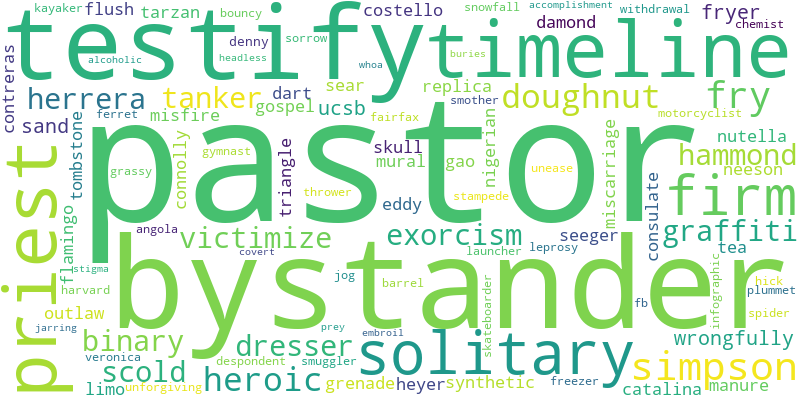 kayaker
flush
tarzan
bouncy
costello
snowfall
accomplishment
withdrawal
fryer
damond
chemist
testify
timeline
denny
sorrow
buries
alcoholic
headless
whoa
contreras
herrera
tanker
dart
sear
replica
doughnut
fry
smother
sand
ferret
misfire
gospel
ucsb
fairfax
motorcyclist
nutella
tombstone
pastor
connolly
gymnast
triangle
skull
mural
gao
nigerian
miscarriage
hammond
neeson
grassy
unease
thrower
stampede
firm
priest
flamingo
angola
eddy
consulate
victimize
exorcism
seeger
graffiti
leprosy
tea
covert
launcher
bystander
stigma
harvard
jog
barrel
hick
plummet
infographic
fb
spider
outlaw
jarring
binary
prey
embroil
skateboarder
wrongfully
veronica
dresser
solitary
simpson
scold
despondent
smuggler
limo
unforgiving
heroic
grenade
heyer
synthetic
freezer
catalina
manure